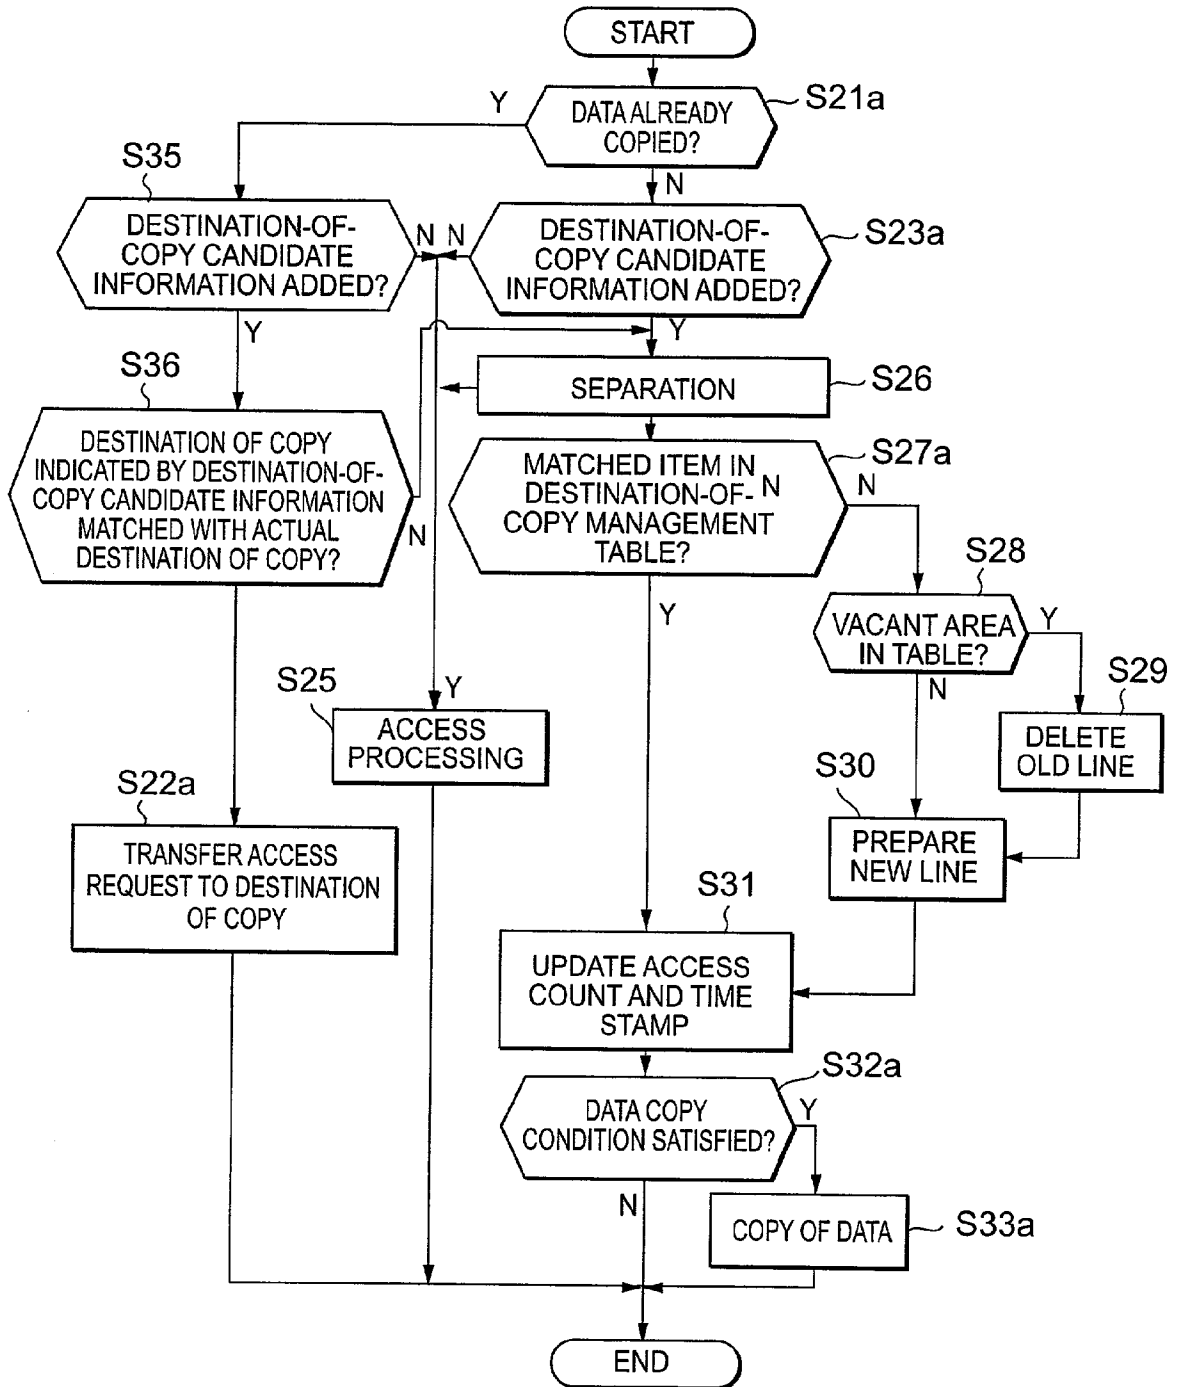 START
S21a
Y
DATA ALREADY
COPIED?
N
S35
DESTINATION-OF-
COPY CANDIDATE
INFORMATION ADDED?
N
N
S23a
DESTINATION-OF-
COPY CANDIDATE
INFORMATION ADDED?
Y
Y
S36
DESTINATION OF COPY
INDICATED BY DESTINATION-OF-
COPY CANDIDATE INFORMATION
MATCHED WITH ACTUAL
DESTINATION OF COPY?
N
SEPARATION
S26
S27a
MATCHED ITEM IN
DESTINATION-OF-
COPY MANAGEMENT
TABLE?
N
N
Y
S28
VACANT AREA
IN TABLE?
Y
N
S29
DELETE
OLD LINE
S25
Y
ACCESS
PROCESSING
S30
PREPARE
NEW LINE
S22a
TRANSFER ACCESS
REQUEST TO DESTINATION
OF COPY
S31
UPDATE ACCESS
COUNT AND TIME
STAMP
S32a
DATA COPY
CONDITION SATISFIED?
Y
N
COPY OF DATA
S33a
END